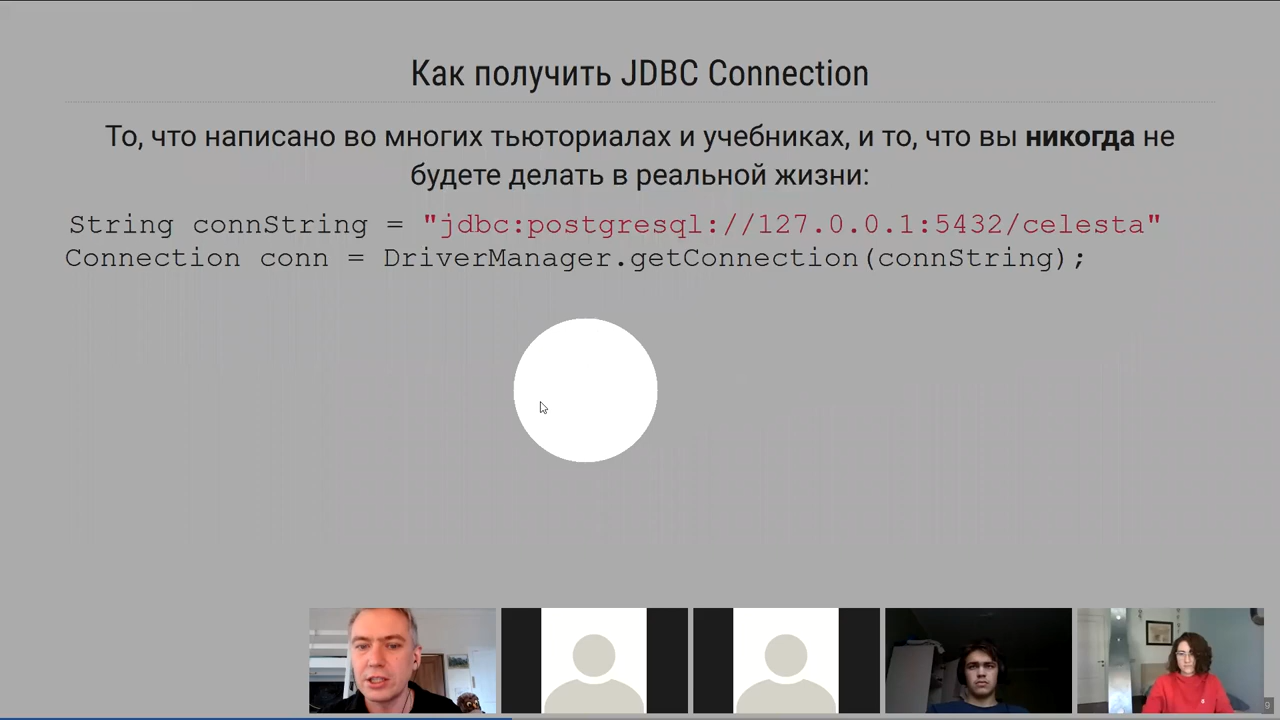 Как получить JDBC Connection
То, что написано во многих тьюториалах и учебниках, и то, что вы никогда не
будете делать в реальной жизни:
String connString = "jdbc:postgresql://127.0.0.1:5432/celesta"
Connection conn = DriverManager.getConnection(connString);
9